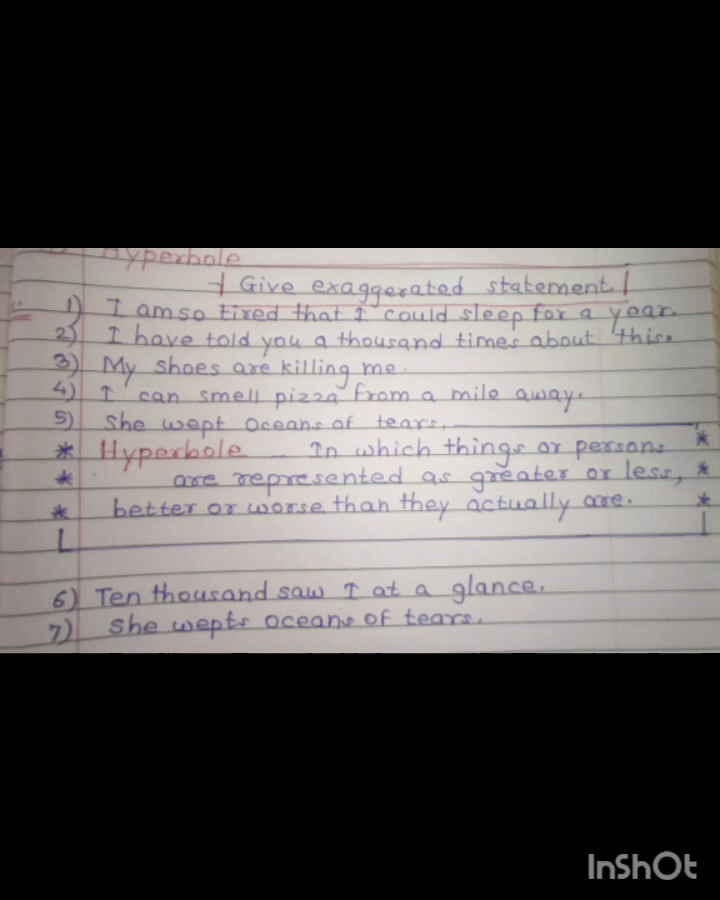 Hyperbole
Give exaggerated statement
1) I am so tired that I could sleep for a year.
2) I have told you a thousand times about this.
3) My shoes are killing me.
4) I can smell pizza from a mile away.
5) She wept Oceans of tears.
* Hyperbole - In which things or persons *
* are represented as greater or less, *
* better or worse than they actually are. *
6) Ten thousand saw I at a glance.
7) She wepts oceans of tears.
InShOt